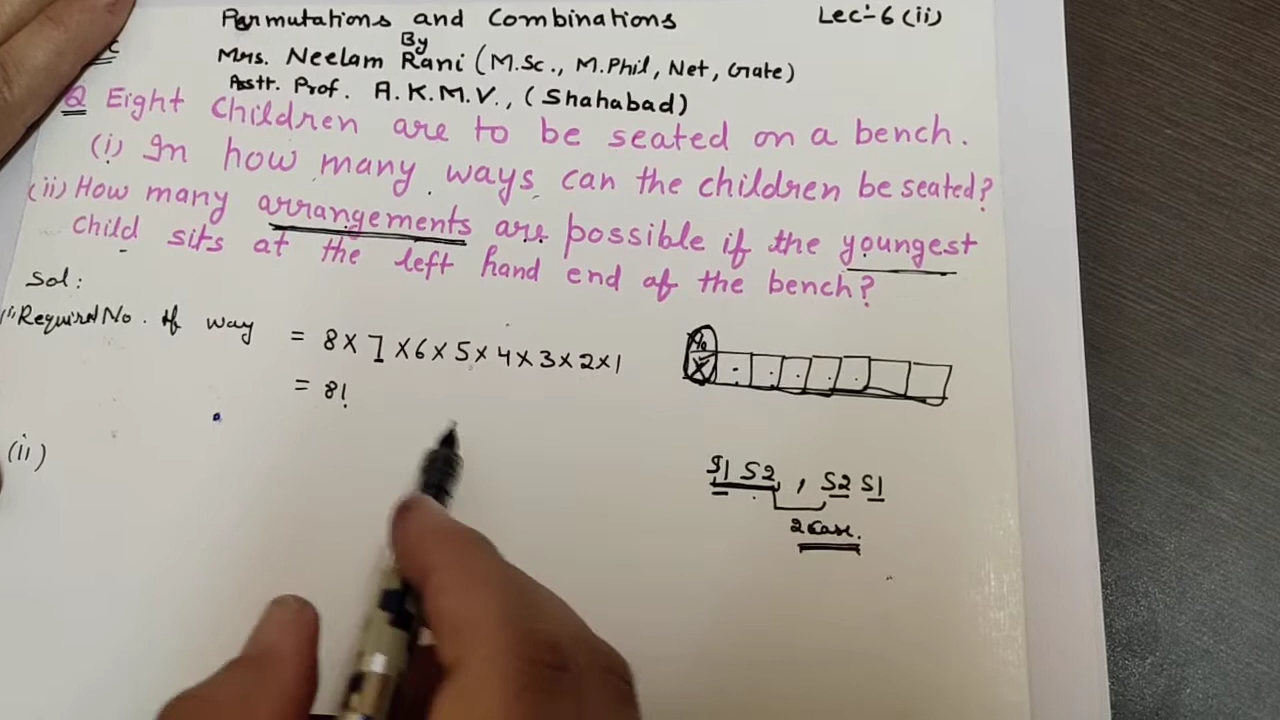 Permutations and Combinations
Lec-6 (ii)
By
Mrs. Neelam Rani (M.Sc., M.Phil, Net, Gate)
Asstt. Prof. A.K.M.V., (Shahabad)
Q Eight Children are to be seated on a bench.
(i) In how many ways can the children be seated?
(ii) How many arrangements are possible if the youngest
child sits at the left hand end of the bench?
Sol:
(i) Required No. of way = 8×7×6×5×4×3×2×1
= 8!
(ii)
S1 S2, S2 S1
2 Case.